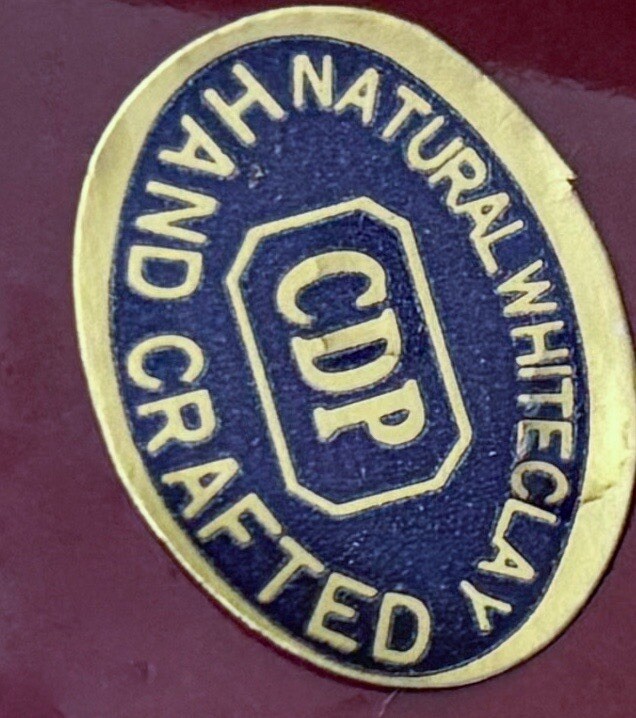 NATURAL WHITE CLAY
CDP
HAND CRAFTED